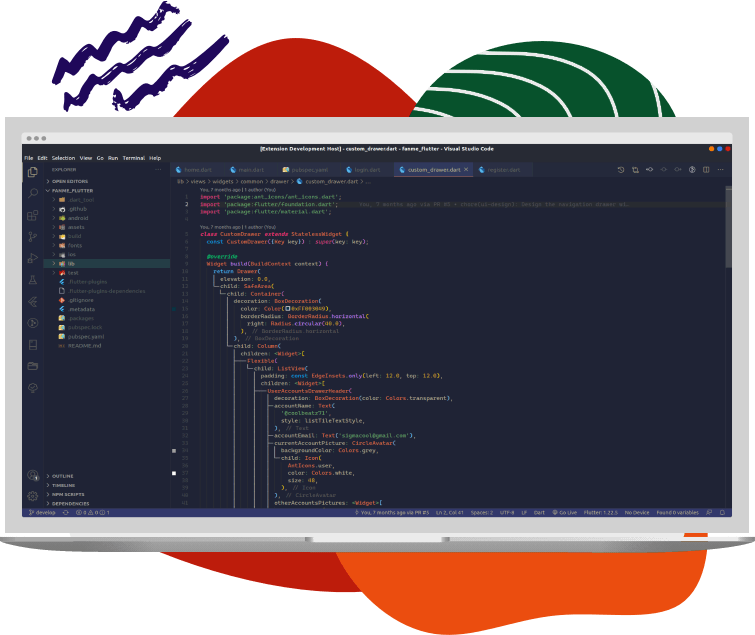 [Extension Development Host] - custom_drawer.dart - fanme_flutter - Visual Studio Code
File Edit Selection View Go Run Terminal Help
EXPLORER
OPEN EDITORS
FANME_FLUTTER
.dart_tool
.github
android
assets
build
fonts
ios
lib
test
.flutter-plugins
.flutter-plugins-dependencies
.gitignore
.metadata
.packages
pubspec.lock
pubspec.yaml
README.md
OUTLINE
TIMELINE
NPM SCRIPTS
DEPENDENCIES
home.dart main.dart pubspec.yaml login.dart custom_drawer.dart register.dart
lib > views > widgets > common > drawer > custom_drawer.dart > ...
You, 7 months ago | 1 author (You)
import 'package:ant_icons/ant_icons.dart';
import 'package:flutter/foundation.dart'; You, 7 months ago via PR #5
import 'package:flutter/material.dart';
You, 7 months ago | 1 author (You)
class CustomDrawer extends StatelessWidget {
const CustomDrawer({Key key}) : super(key: key);
@override
Widget build(BuildContext context) {
return Drawer(
elevation: 0.0,
child: SafeArea(
child: Container(
decoration: BoxDecoration(
color: Color(
borderRadius: BorderRadius.horizontal(
right: Radius.circular(40.0),
), // BorderRadius.horizontal
), // BoxDecoration
child: Column(
children: <Widget>[
Flexible(
child: ListView(
padding: const EdgeInsets.only(left: 12.0, top: 12.0),
children: <Widget>[
UserAccountsDrawerHeader(
decoration: BoxDecoration(color: Colors.transparent),
accountName: Text(
'@coolbeatz71',
style: listTileTextStyle,
), // Text
accountEmail: Text('sigmacool@gmail.com'),
currentAccountPicture: CircleAvatar(
backgroundColor: Colors.grey,
child: Icon(
AntIcons.user,
color: Colors.white,
size: 48,
), // Icon
), // CircleAvatar
otherAccountsPictures: <Widget>[
develop 0 0 1 You, 7 months ago via PR #5 Ln 2, Col 41 Spaces: 2 UTF-8 LF Dart Go Live Flutter: 1.22.5 No Device Found 0 variables